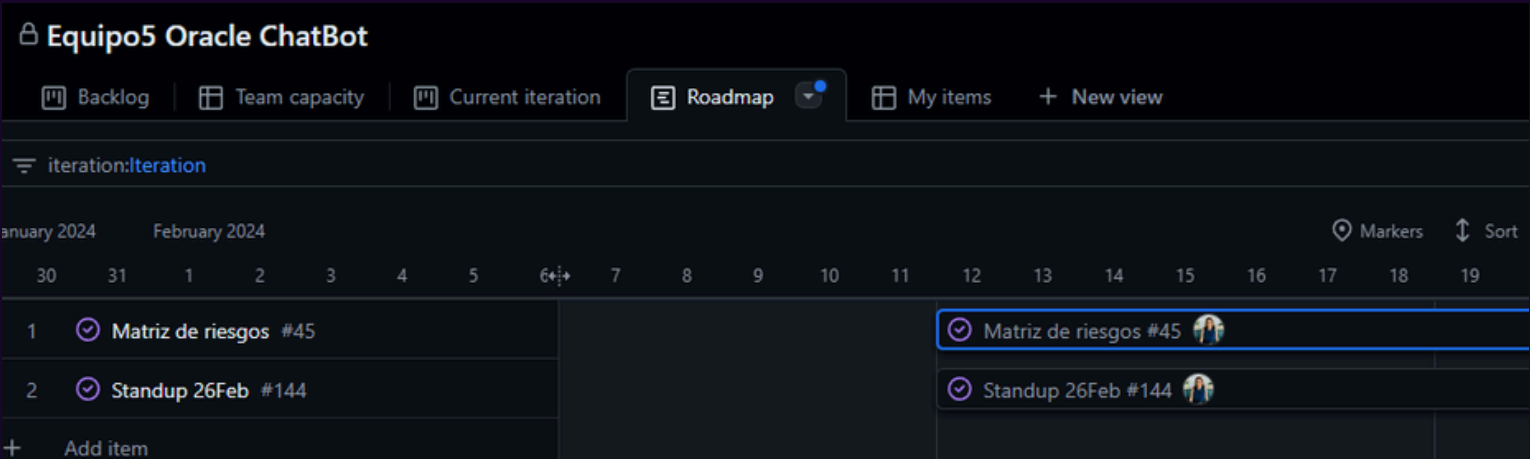 Equipo5 Oracle ChatBot
Backlog Team capacity Current iteration Roadmap My items + New view
iteration:Iteration
anuary 2024 February 2024 Markers Sort
30 31 1 2 3 4 5 6 7 8 9 10 11 12 13 14 15 16 17 18 19
1 Matriz de riesgos #45 Matriz de riesgos #45
2 Standup 26Feb #144 Standup 26Feb #144
+ Add item